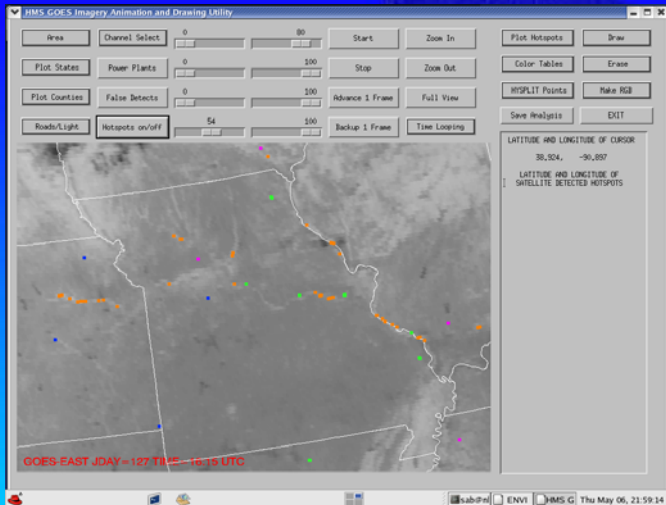 HMS GOES Imagery Animation and Drawing Utility
Area Channel Select 0 80 Start Zoom In Plot Hotspots Draw
Plot States Power Plants 0 100 Stop Zoom Out Color Tables Erase
Plot Counties False Detects 0 100 Advance 1 Frame Full View HYSPLIT Points Make RGB
Roads/Light Hotspots on/off 54 100 Backup 1 Frame Time Looping Save Analysis EXIT
LATITUDE AND LONGITUDE OF CURSOR
38.924, -90.897
LATITUDE AND LONGITUDE OF
SATELLITE DETECTED HOTSPOTS
GOES-EAST JDAY=127 TIME=16:15 UTC
ENVI HMS G Thu May 06, 21:59:14